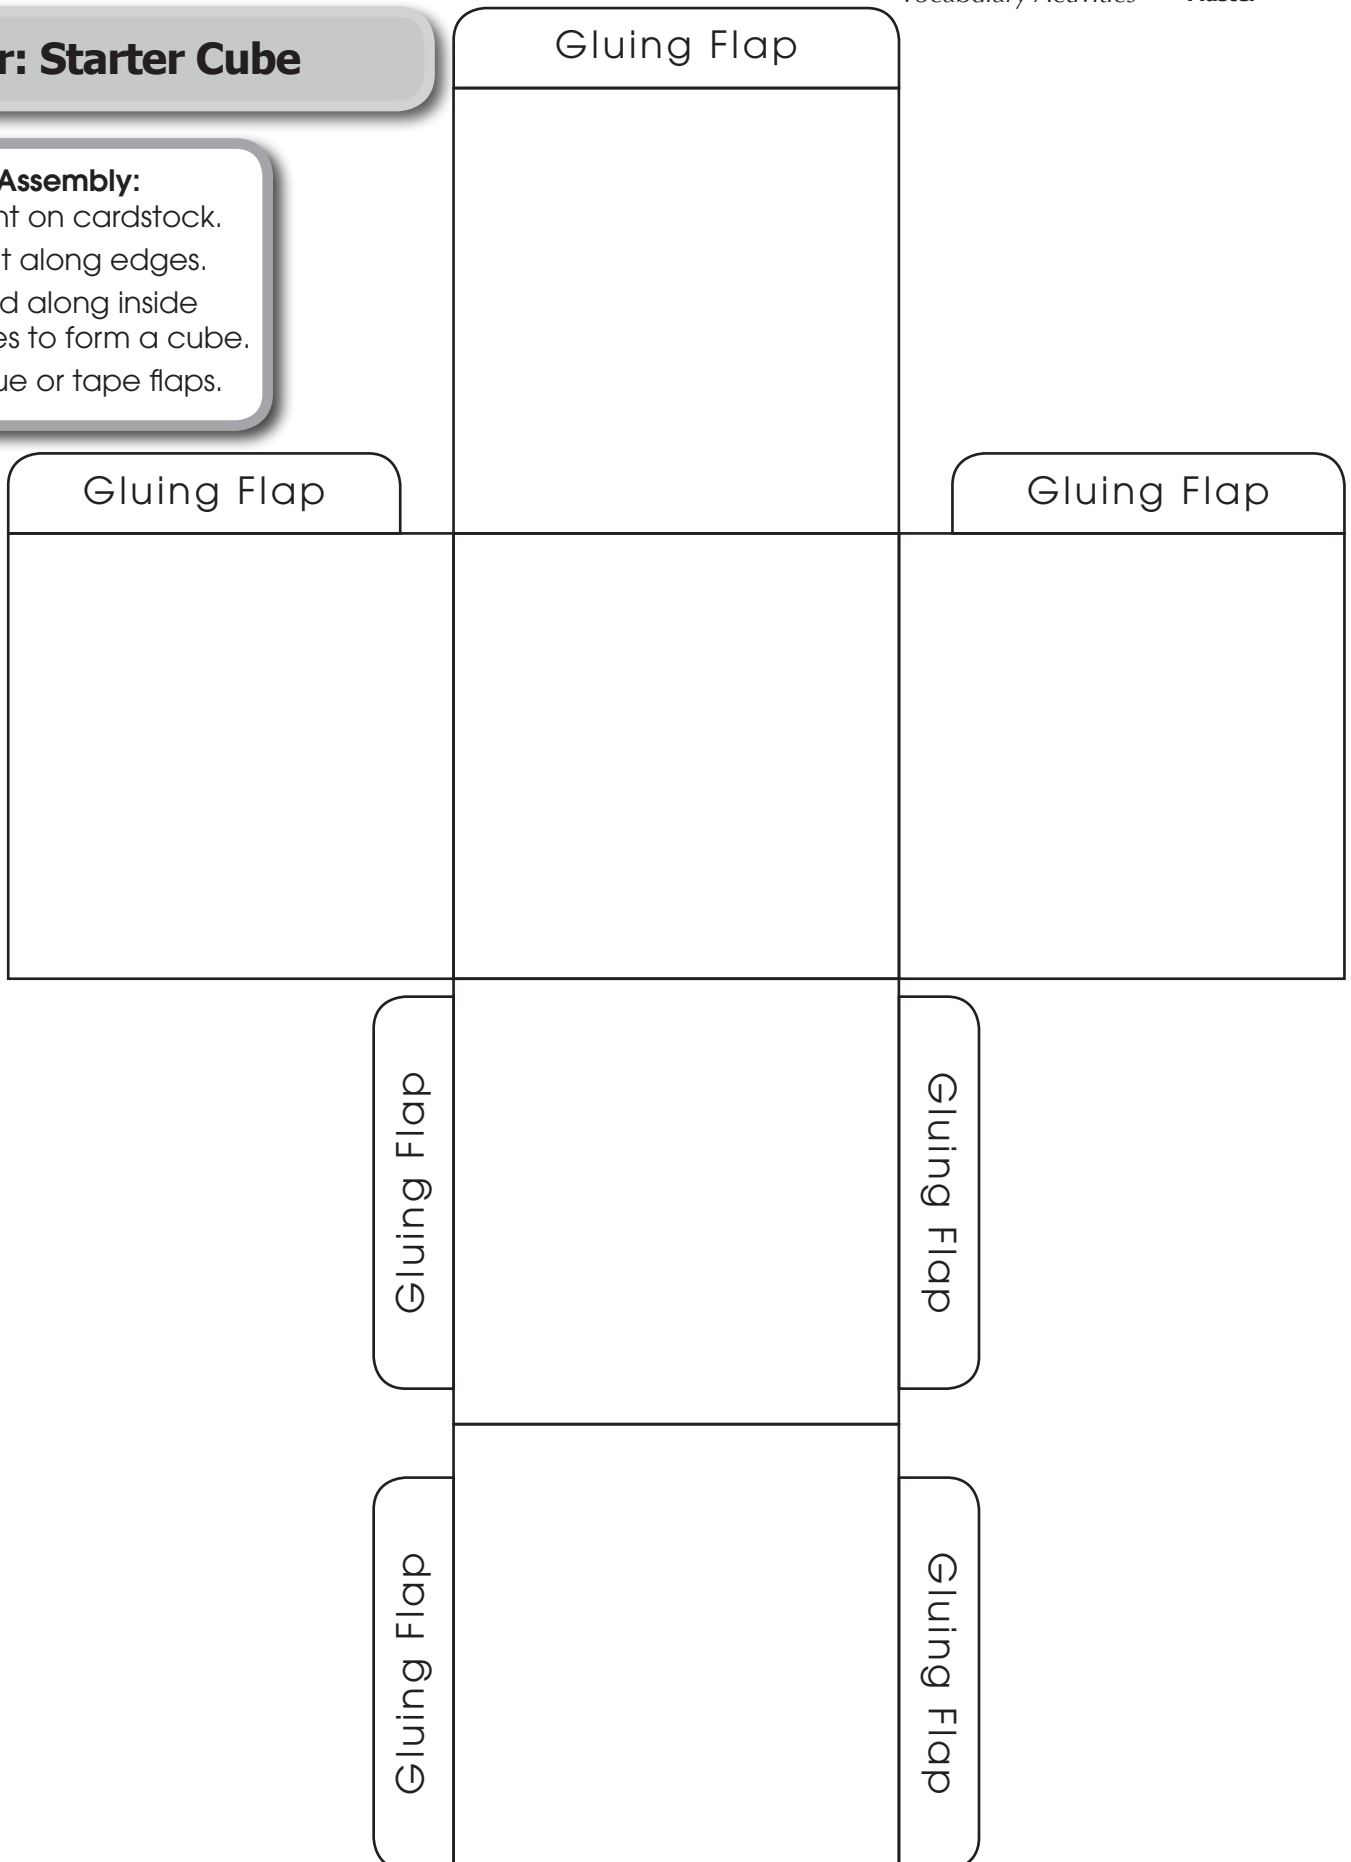 Vocabulary Activities Master
r: Starter Cube
Gluing Flap
Assembly:
nt on cardstock.
t along edges.
d along inside
es to form a cube.
ue or tape flaps.
Gluing Flap
Gluing Flap
Gluing Flap
Gluing Flap
Gluing Flap
Gluing Flap